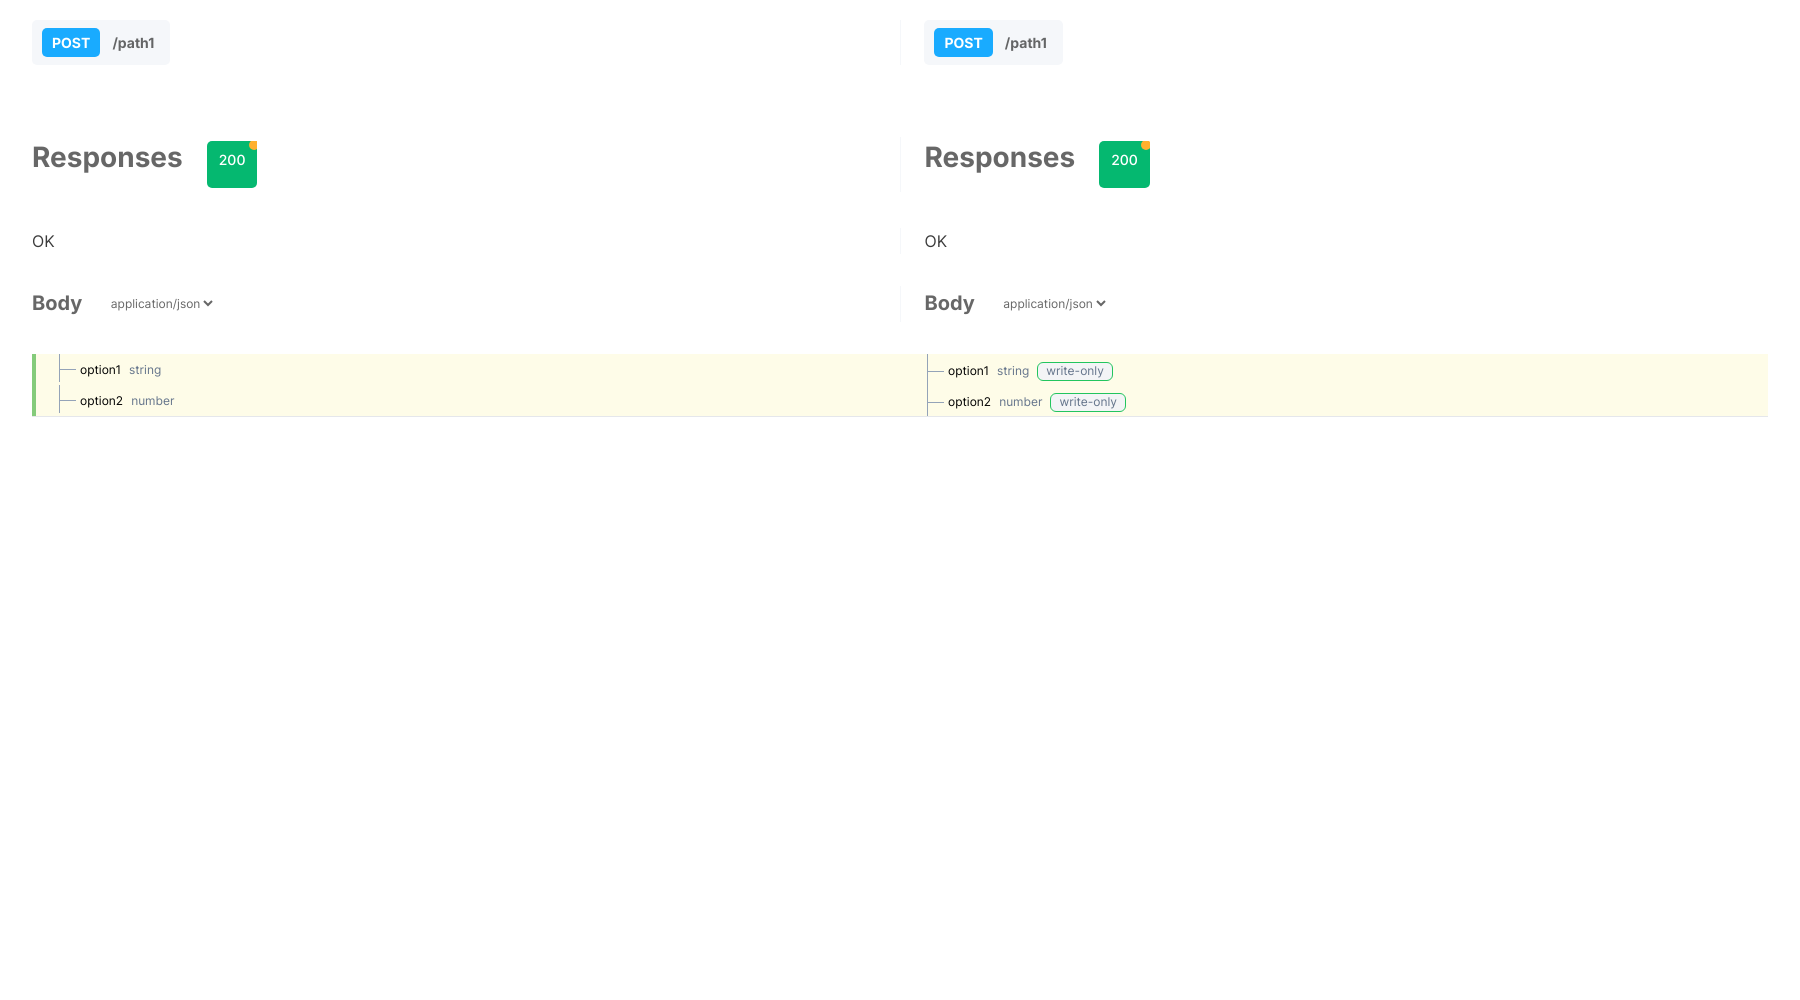 POST /path1 POST /path1
Responses 200 Responses 200
OK OK
Body application/json Body application/json
option1 string option1 string write-only
option2 number option2 number write-only